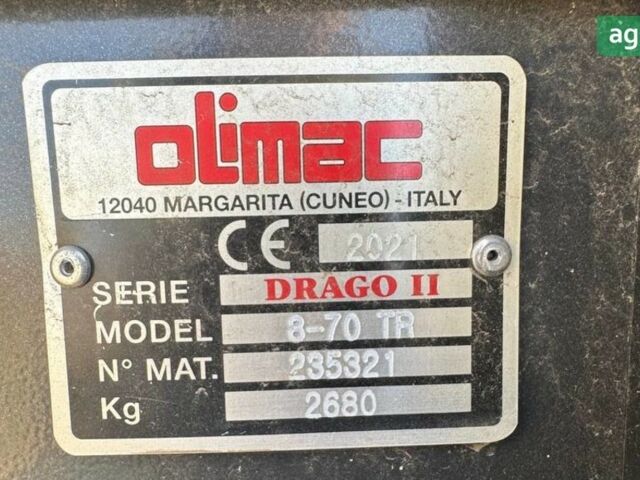 ag
olimac
12040 MARGARITA (CUNEO) - ITALY
CE 2021
SERIE DRAGO II
MODEL 8-70 TR
N° MAT. 235321
Kg 2680